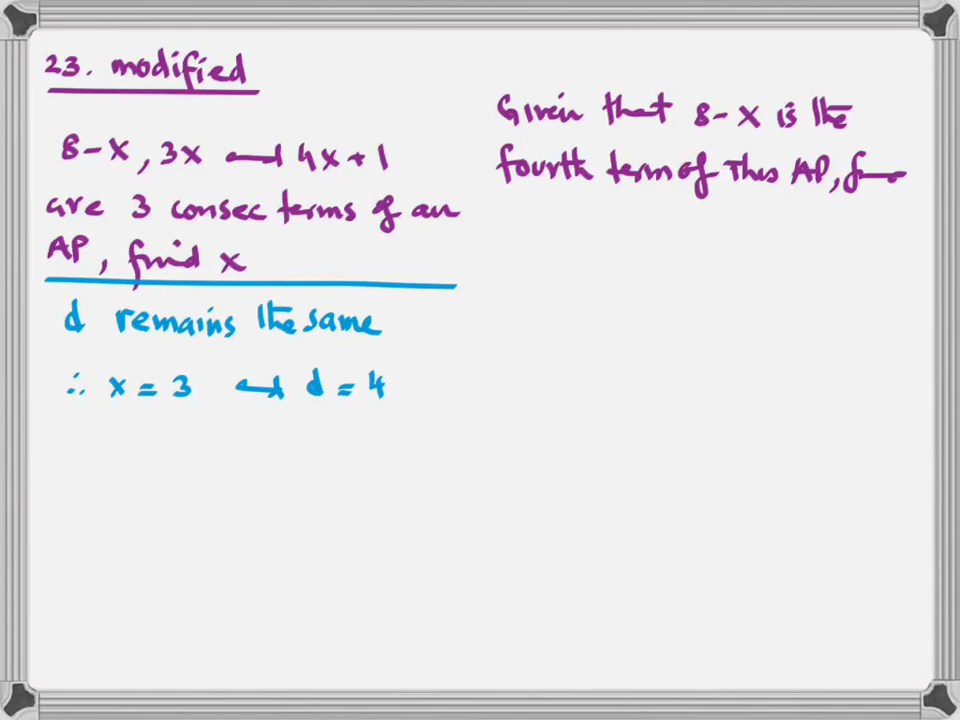 23. modified
8-x, 3x and 4x+1
are 3 consec terms of an
AP, find x
d remains the same
∴ x = 3 and d = 4
Given that 8-x is the
fourth term of this AP,